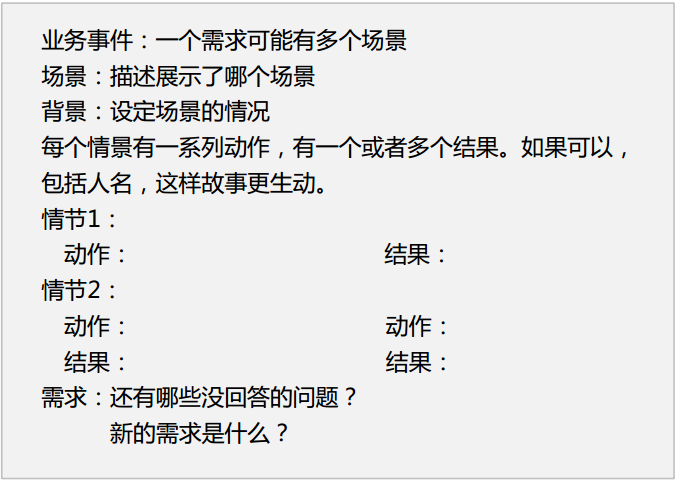 业务事件：一个需求可能有多个场景
场景：描述展示了哪个场景
背景：设定场景的情况
每个情景有一系列动作，有一个或者多个结果。如果可以，
包括人名，这样故事更生动。
情节1：
动作： 结果：
情节2：
动作： 动作：
结果： 结果：
需求：还有哪些没回答的问题？
新的需求是什么？